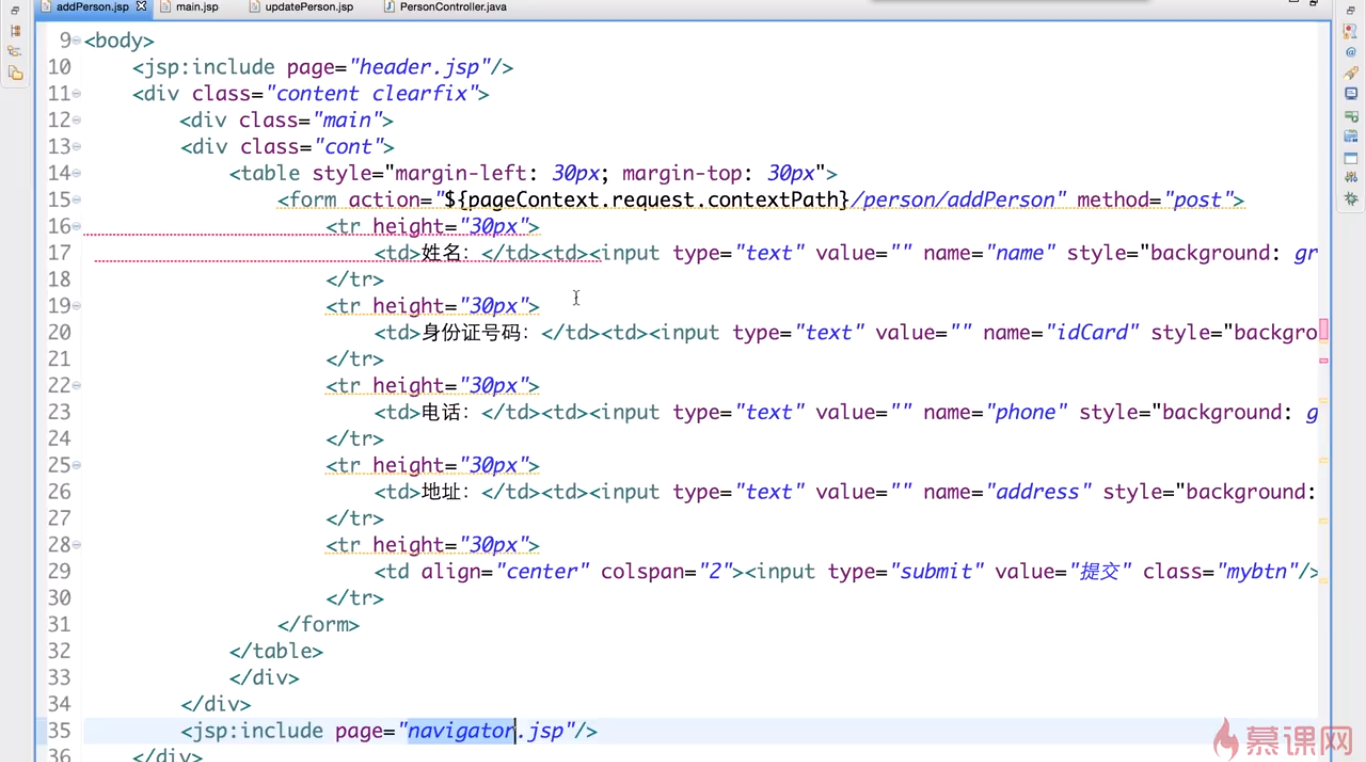 addPerson.jsp main.jsp updatePerson.jsp PersonController.java
9 <body>
10 <jsp:include page="header.jsp"/>
11 <div class="content clearfix">
12 <div class="main">
13 <div class="cont">
14 <table style="margin-left: 30px; margin-top: 30px">
15 <form action="${pageContext.request.contextPath}/person/addPerson" method="post">
16 <tr height="30px">
17 <td>姓名：</td><td><input type="text" value="" name="name" style="background: gr
18 </tr>
19 <tr height="30px">
20 <td>身份证号码：</td><td><input type="text" value="" name="idCard" style="backgro
21 </tr>
22 <tr height="30px">
23 <td>电话：</td><td><input type="text" value="" name="phone" style="background: g
24 </tr>
25 <tr height="30px">
26 <td>地址：</td><td><input type="text" value="" name="address" style="background:
27 </tr>
28 <tr height="30px">
29 <td align="center" colspan="2"><input type="submit" value="提交" class="mybtn"/>
30 </tr>
31 </form>
32 </table>
33 </div>
34 </div>
35 <jsp:include page="navigator.jsp"/>
36 </div>
慕课网